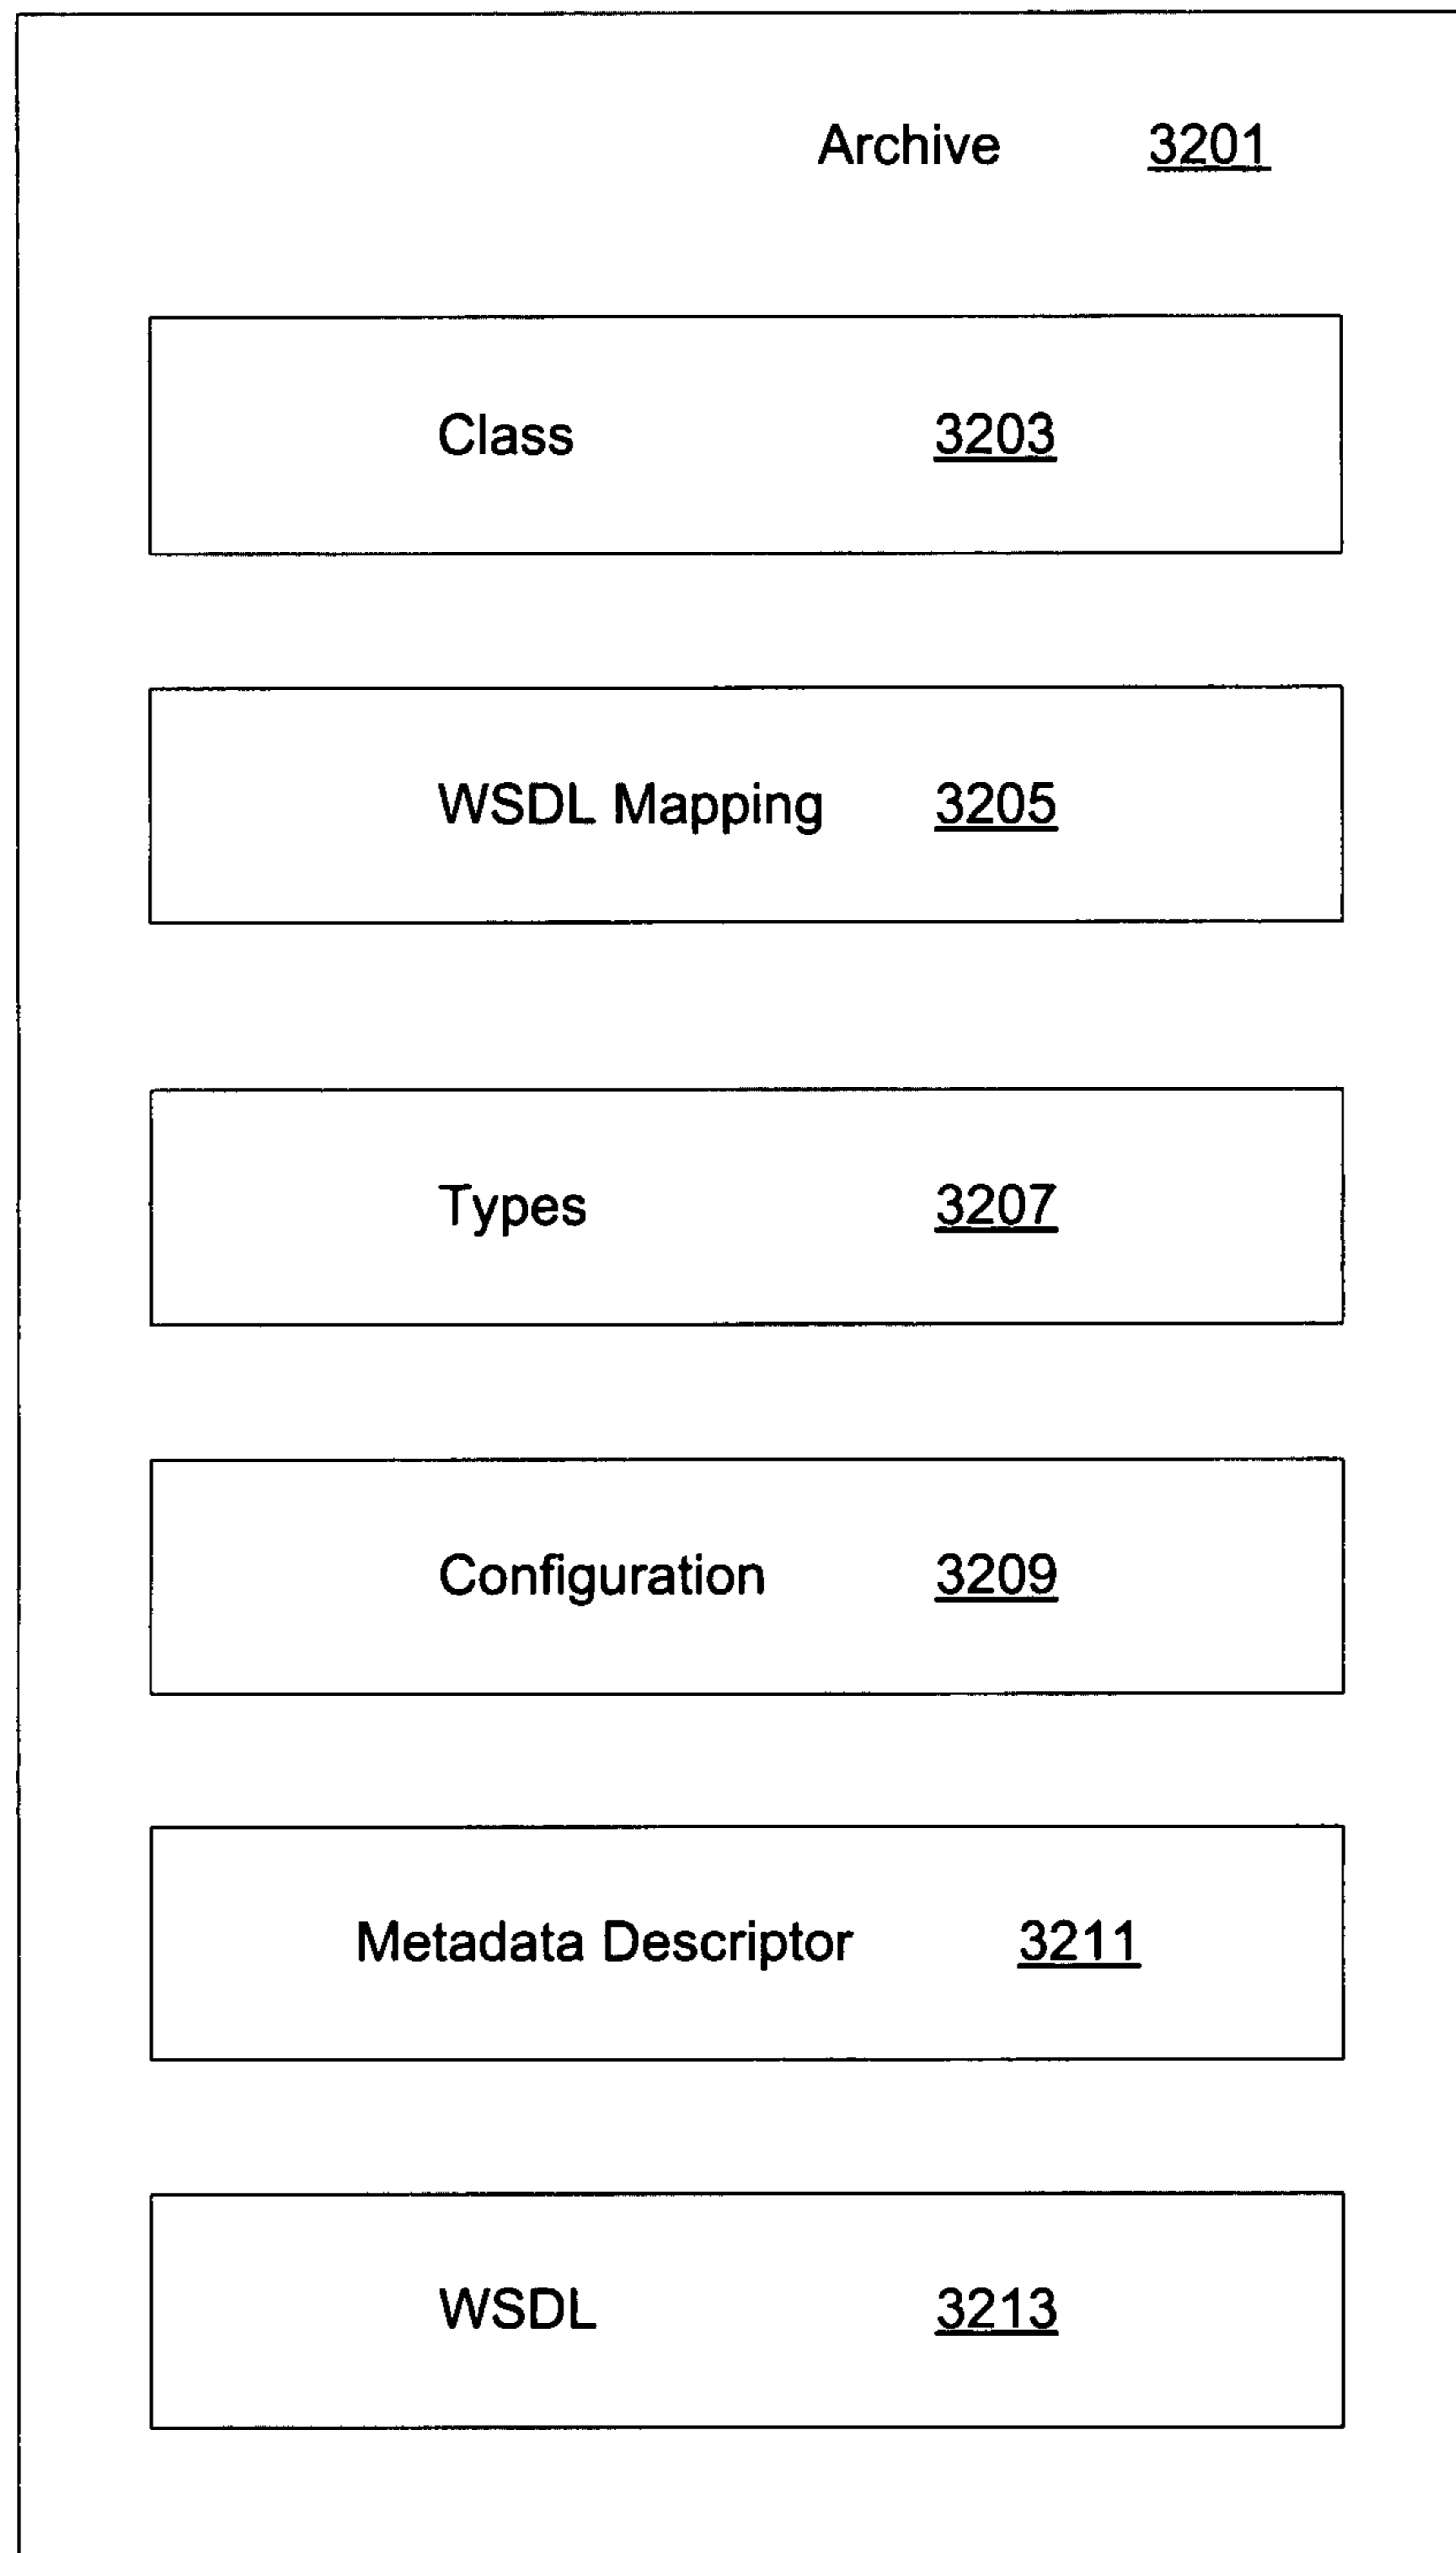 Archive 3201
Class 3203
WSDL Mapping 3205
Types 3207
Configuration 3209
Metadata Descriptor 3211
WSDL 3213